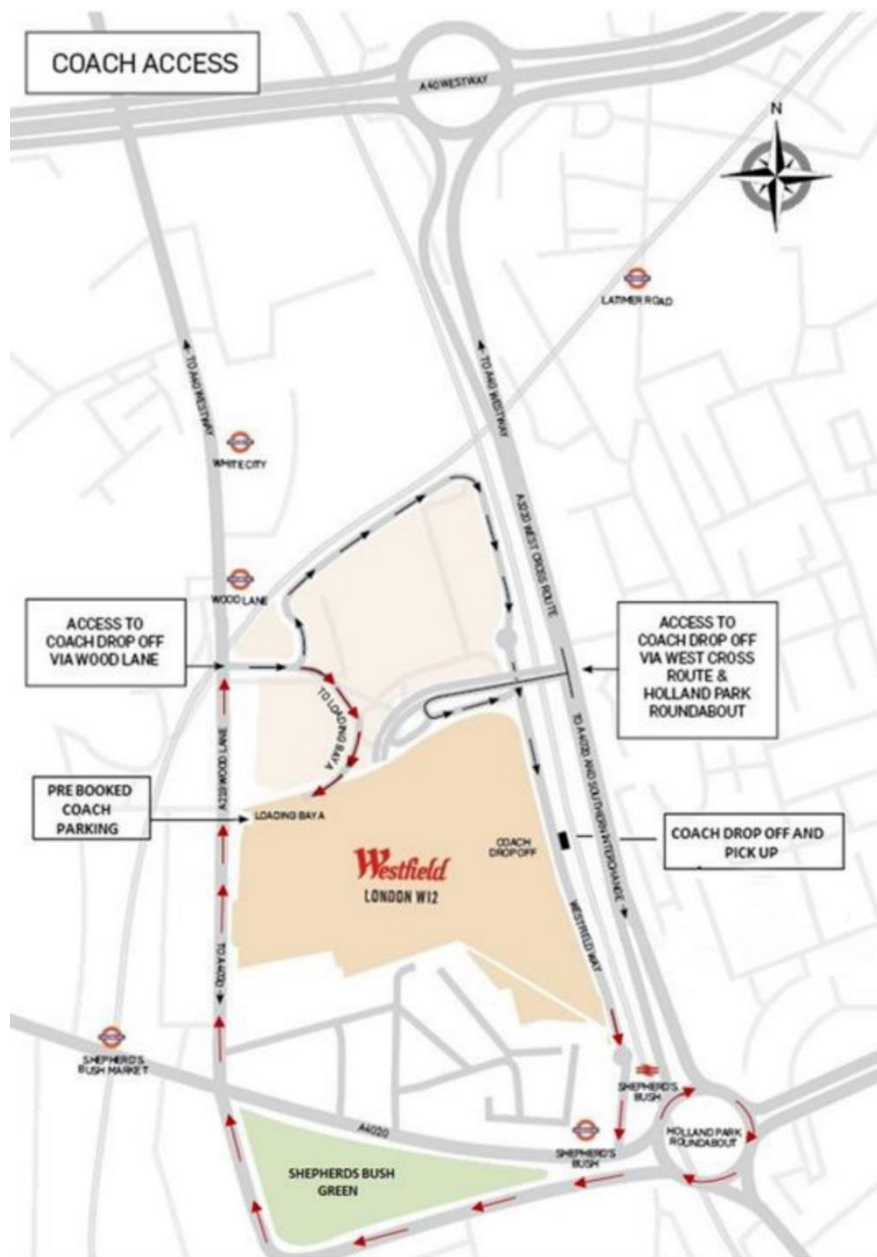 COACH ACCESS
A40 WESTWAY
N
LATIMER ROAD
TO A40 WESTWAY
TO A40 WESTWAY
WHITE CITY
A3220 WEST CROSS ROUTE
WOOD LANE
ACCESS TO
COACH DROP OFF
VIA WOOD LANE
ACCESS TO
COACH DROP OFF
VIA WEST CROSS
ROUTE &
HOLLAND PARK
ROUNDABOUT
TO LOADING BAY A
TO A4020 AND SOUTHERN INTERCHANGE
A219 WOOD LANE
PRE BOOKED
COACH
PARKING
LOADING BAY A
COACH
DROP OFF
COACH DROP OFF AND
PICK UP
Westfield
LONDON W12
WESTFIELD WAY
TO A4020
SHEPHERD'S
BUSH MARKET
SHEPHERD'S
BUSH
A4020
HOLLAND PARK
ROUNDABOUT
SHEPHERD'S
BUSH
SHEPHERDS BUSH
GREEN